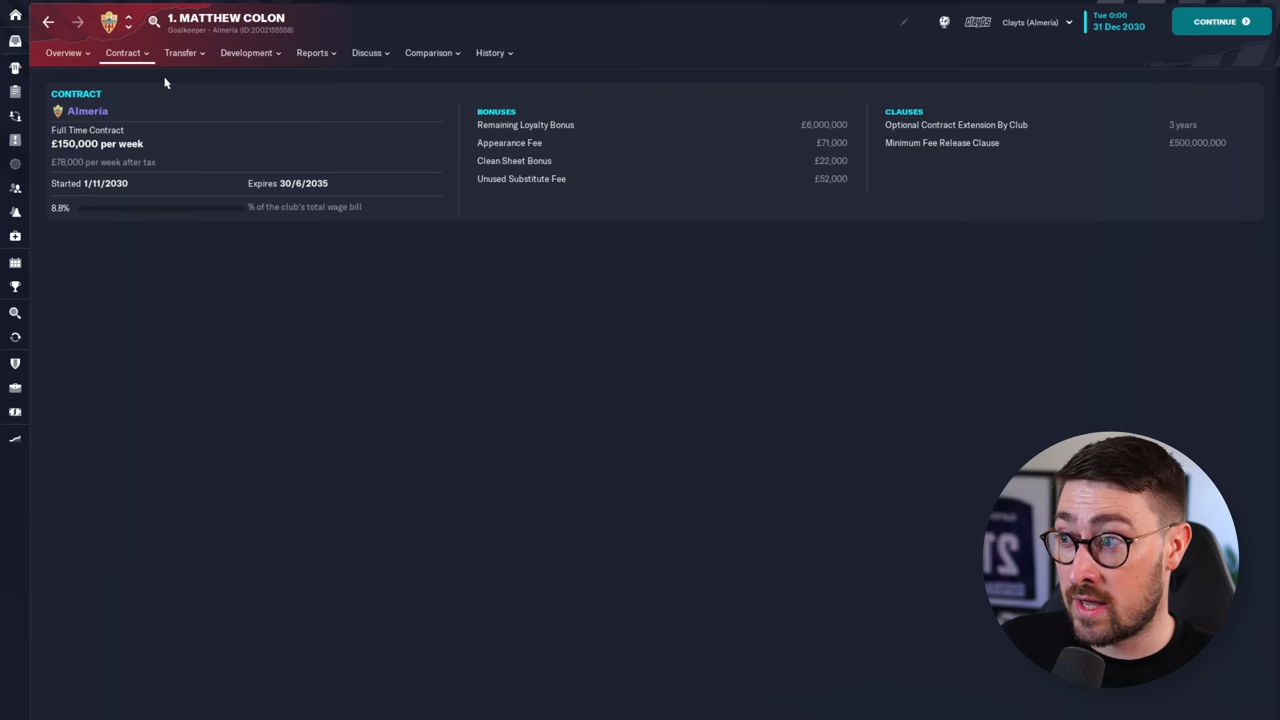 1. MATTHEW COLON
Goalkeeper - Almería (ID:2002155558)
clayts
Clayts (Almería)
Tue 0:00
31 Dec 2030
CONTINUE
Overview
Contract
Transfer
Development
Reports
Discuss
Comparison
History
CONTRACT
Almería
Full Time Contract
£150,000 per week
£78,000 per week after tax
Started 1/11/2030
Expires 30/6/2035
8.8%
% of the club's total wage bill
BONUSES
Remaining Loyalty Bonus £6,000,000
Appearance Fee £71,000
Clean Sheet Bonus £22,000
Unused Substitute Fee £52,000
CLAUSES
Optional Contract Extension By Club 3 years
Minimum Fee Release Clause £500,000,000